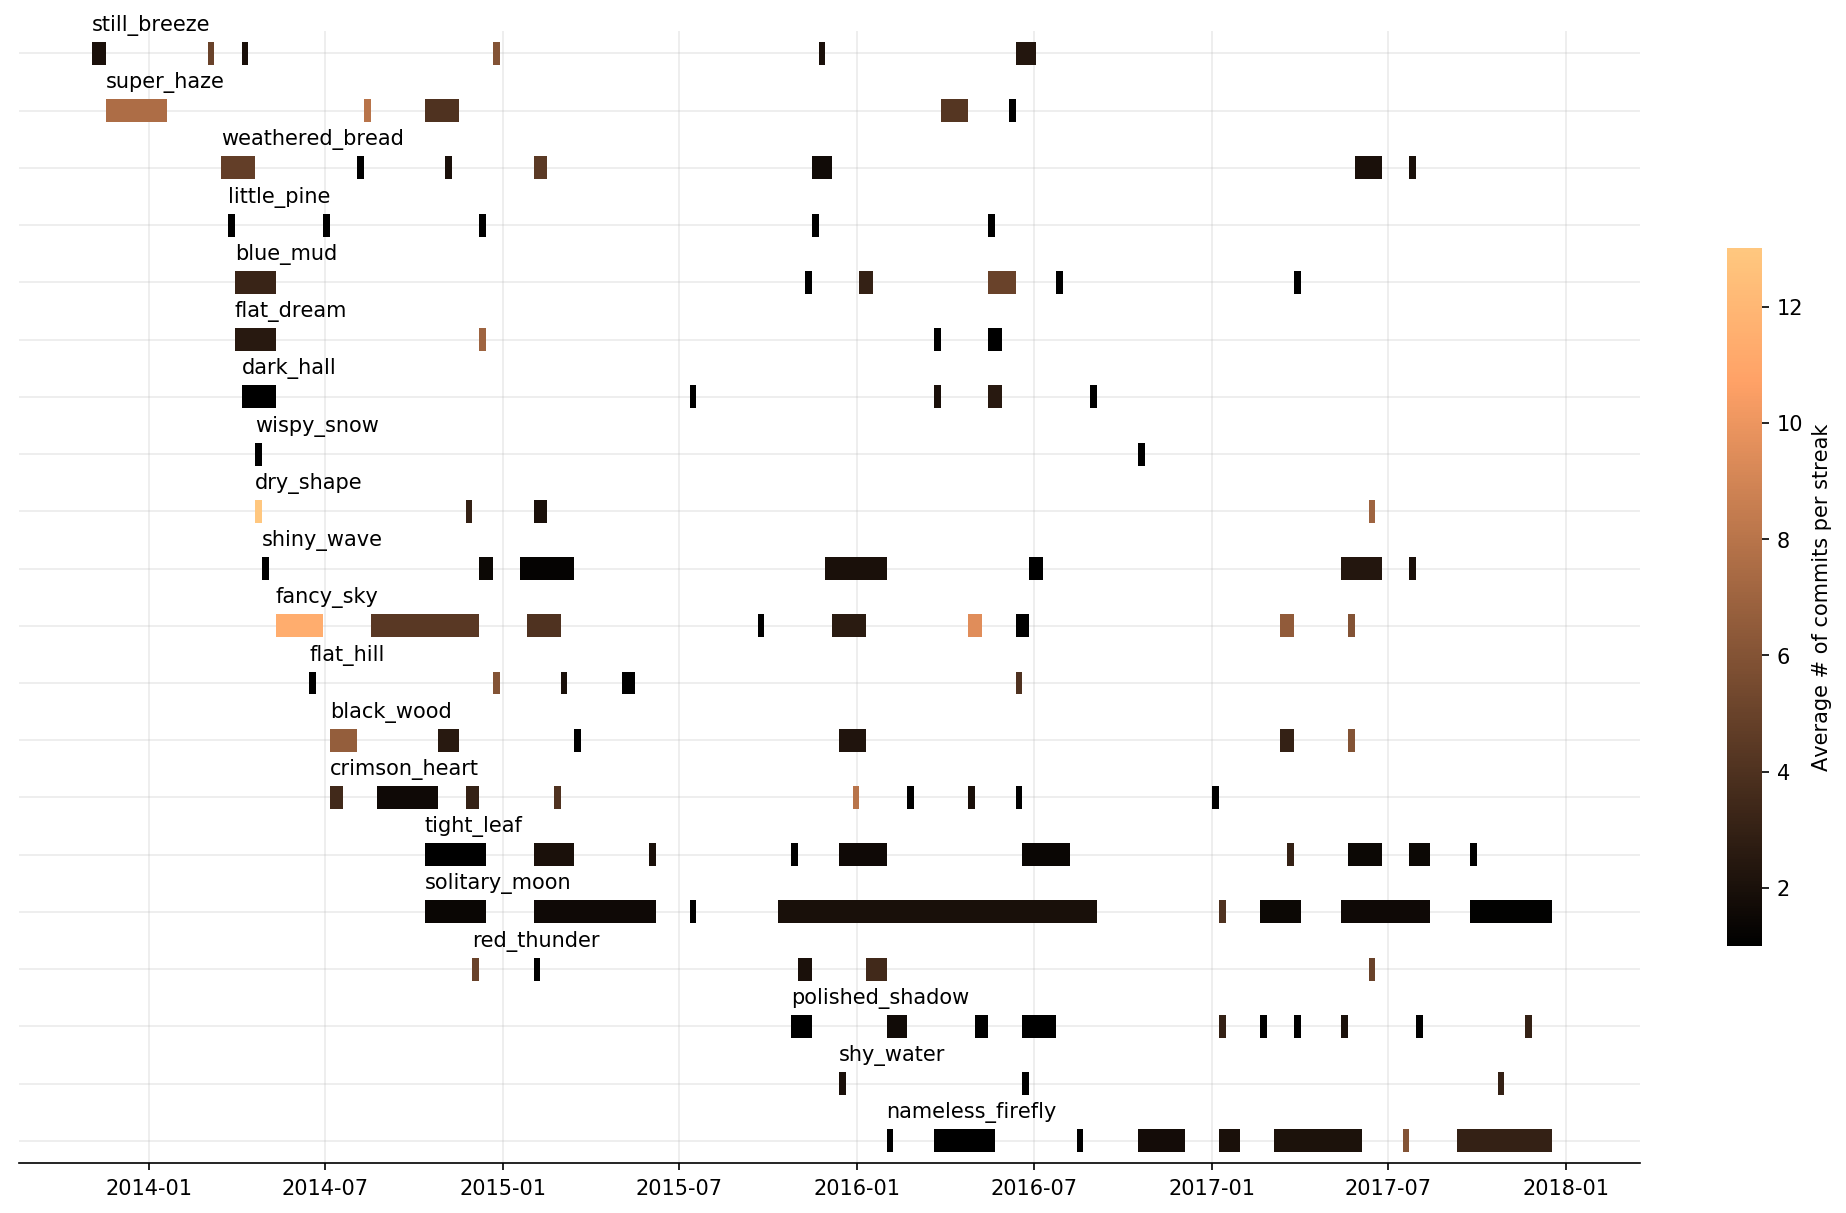 still_breeze
super_haze
weathered_bread
little_pine
blue_mud
flat_dream
dark_hall
wispy_snow
dry_shape
shiny_wave
fancy_sky
flat_hill
black_wood
crimson_heart
tight_leaf
solitary_moon
red_thunder
polished_shadow
shy_water
nameless_firefly
2014-01 2014-07 2015-01 2015-07 2016-01 2016-07 2017-01 2017-07 2018-01
12
10
8
6
4
2
Average # of commits per streak